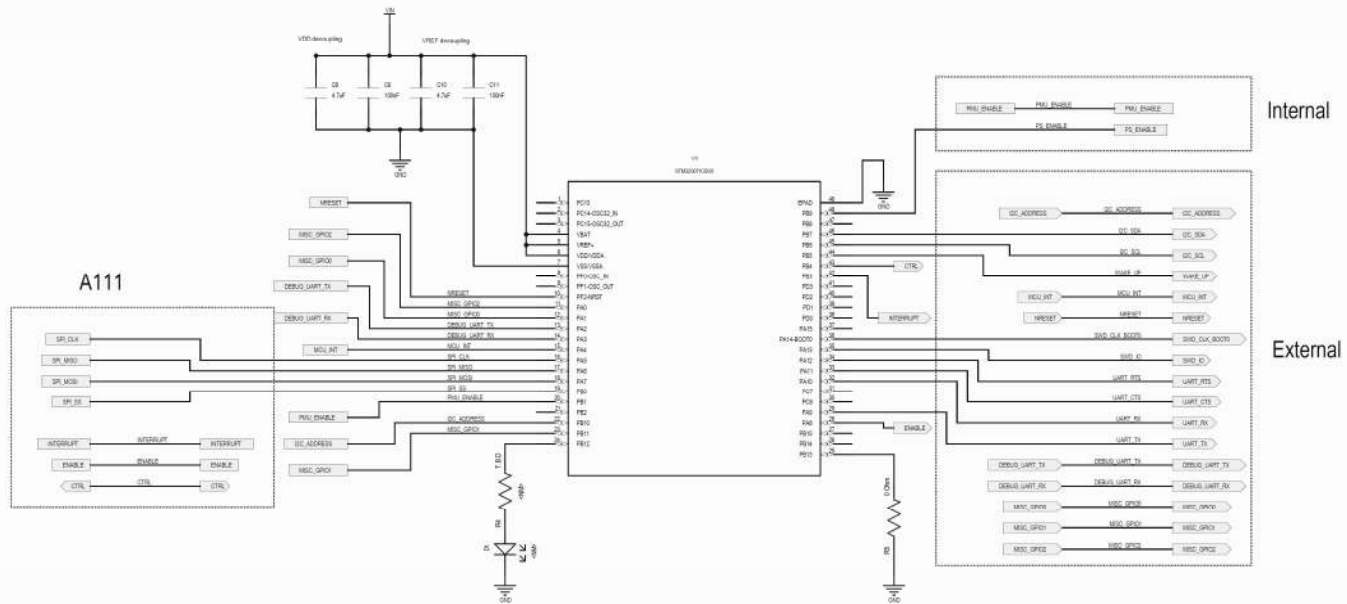 VIN
VDD decoupling
VREF decoupling
4.7uF
100nF
C10
4.7uF
C11
100nF
GND
Internal
PMU_ENABLE
PMU_ENABLE
PMU_ENABLE
PS_ENABLE
PS_ENABLE
External
I2C_ADDRESS
I2C_ADDRESS
I2C_ADDRESS
I2C_SDA
I2C_SDA
I2C_SCL
I2C_SCL
WAKE_UP
WAKE_UP
MCU_INT
MCU_INT
MCU_INT
NRESET
NRESET
NRESET
SWD_CLK_BOOT0
SWD_CLK_BOOT0
SWD_IO
SWD_IO
UART_RTS
UART_RTS
UART_CTS
UART_CTS
UART_RX
UART_RX
UART_TX
UART_TX
DEBUG_UART_TX
DEBUG_UART_TX
DEBUG_UART_TX
DEBUG_UART_RX
DEBUG_UART_RX
DEBUG_UART_RX
MISC_GPIO0
MISC_GPIO0
MISC_GPIO0
MISC_GPIO1
MISC_GPIO1
MISC_GPIO1
MISC_GPIO2
MISC_GPIO2
MISC_GPIO2
A111
SPI_CLK
SPI_MISO
SPI_MOSI
SPI_SS
INTERRUPT
INTERRUPT
INTERRUPT
ENABLE
ENABLE
ENABLE
CTRL
CTRL
CTRL
NRESET
MISC_GPIO2
MISC_GPIO0
DEBUG_UART_TX
DEBUG_UART_RX
MCU_INT
PMU_ENABLE
I2C_ADDRESS
MISC_GPIO1
NRESET
MISC_GPIO2
MISC_GPIO0
DEBUG_UART_TX
DEBUG_UART_RX
MCU_INT
SPI_CLK
SPI_MISO
SPI_MOSI
SPI_SS
PMU_ENABLE
I2C_ADDRESS
MISC_GPIO1
PC13
PC14-OSC32_IN
PC15-OSC32_OUT
VBAT
VREF+
VDD/VDDA
VSS/VSSA
PF0-OSC_IN
PF1-OSC_OUT
PF2-NRST
PA0
PA1
PA2
PA3
PA4
PA5
PA6
PA7
PB0
PB1
PB2
PB10
PB11
PB12
EPAD
PB9
PB8
PB7
PB6
PB5
PB4
PB3
PD3
PD2
PD1
PD0
PA15
PA14-BOOT0
PA13
PA12
PA11
PA10
PC7
PC6
PA9
PA8
PB15
PB14
PB13
GND
CTRL
INTERRUPT
ENABLE
T.B.D
R4
D1
GND
0 Ohm
R5
GND